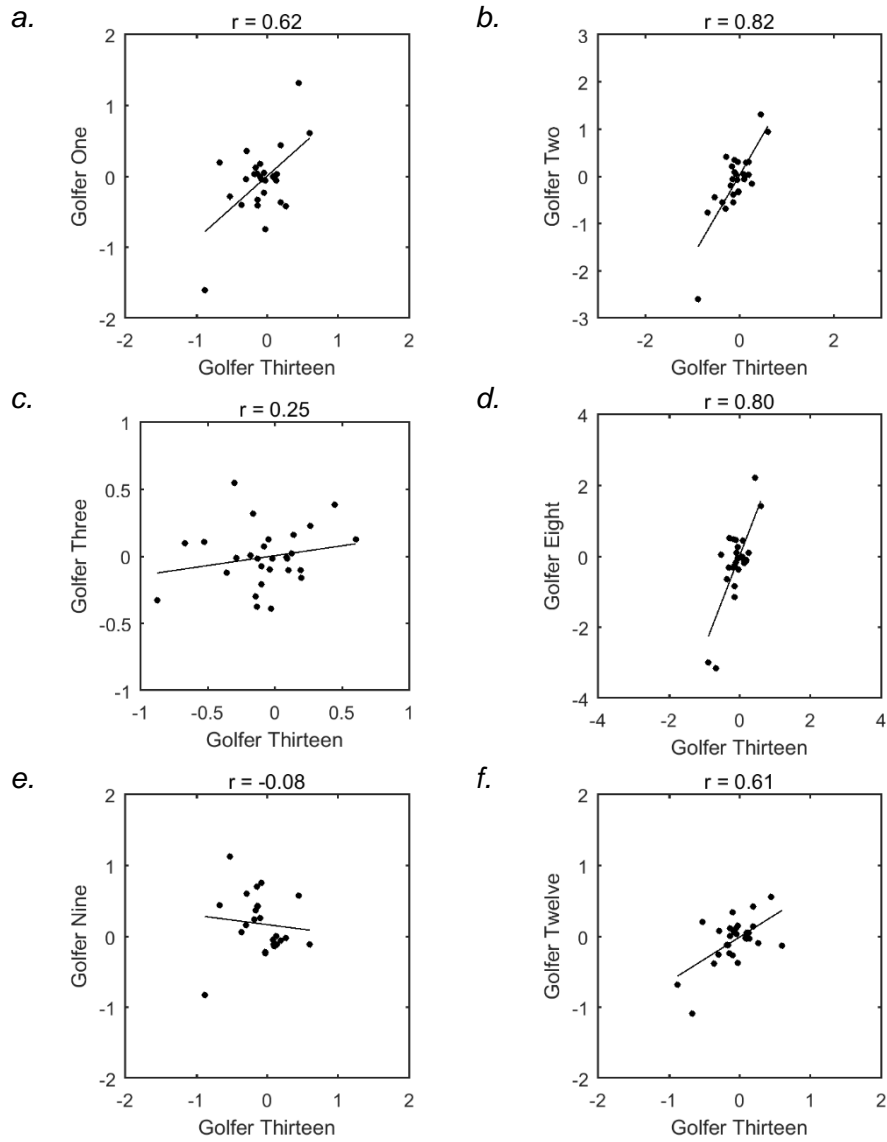 a.
r = 0.62
2
1
0
-1
-2
Golfer One
-2 -1 0 1 2
Golfer Thirteen
b.
r = 0.82
3
2
1
0
-1
-2
-3
Golfer Two
-2 0 2
Golfer Thirteen
c.
r = 0.25
1
0.5
0
-0.5
-1
Golfer Three
-1 -0.5 0 0.5 1
Golfer Thirteen
d.
r = 0.80
4
2
0
-2
-4
Golfer Eight
-4 -2 0 2 4
Golfer Thirteen
e.
r = -0.08
2
1
0
-1
-2
Golfer Nine
-2 -1 0 1 2
Golfer Thirteen
f.
r = 0.61
2
1
0
-1
-2
Golfer Twelve
-2 -1 0 1 2
Golfer Thirteen